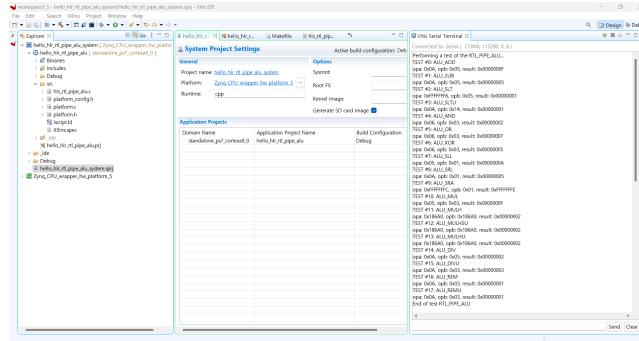 workspace2_5 - hello_hlr_rtl_pipe_alu_system/hello_hlr_rtl_pipe_alu_system.sprj - Vitis IDE
File Edit Search Xilinx Project Window Help
Design
Explorer
hello_hlr_rtl_pipe_alu_system
hello_hlr_rtl_pipe_alu [ standalone_ps7_cortexa9_0 ]
Binaries
Includes
Debug
src
hls_rtl_pipe_alu.c
platform_config.h
platform.c
platform.h
lscript.ld
Xilinx.spec
_ide
hello_hlr_rtl_pipe_alu.prj
_ide
Debug
hello_hlr_rtl_pipe_alu_system.sprj
Zynq_CPU_wrapper_hw_platform_5
hello_hlr_r...
hello_hlr_r...
Makefile
hls_rtl_pip...
System Project Settings
Active build configuration: Deb
General
Project name: hello_hlr_rtl_pipe_alu_system
Platform: Zynq_CPU_wrapper_hw_platform_5 ...
Runtime: cpp
Options
Sysroot:
Root FS:
Kernel Image:
Generate SD card image
Application Projects
Domain Name Application Project Name Build Configuration
standalone_ps7_cortexa9_0 hello_hlr_rtl_pipe_alu Debug
Vitis Serial Terminal
Connected to: Serial ( COM4, 115200, 0, 8 )
Performing a test of the RTL_PIPE_ALU...
TEST #0: ALU_ADD
opa: 0x0A, opb: 0x05, result: 0x0000000F
TEST #1: ALU_SUB
opa: 0x0A, opb: 0x05, result: 0x00000005
TEST #2: ALU_SLT
opa: 0xFFFFFFF6, opb: 0x05, result: 0x00000001
TEST #3: ALU_SLTU
opa: 0x0A, opb: 0x14, result: 0x00000001
TEST #4: ALU_AND
opa: 0x06, opb: 0x03, result: 0x00000002
TEST #5: ALU_OR
opa: 0x06, opb: 0x03, result: 0x00000007
TEST #6: ALU_XOR
opa: 0x06, opb: 0x03, result: 0x00000005
TEST #7: ALU_SLL
opa: 0x05, opb: 0x01, result: 0x0000000A
TEST #8: ALU_SRL
opa: 0x0A, opb: 0x01, result: 0x00000005
TEST #9: ALU_SRA
opa: 0xFFFFFFFC, opb: 0x01, result: 0xFFFFFFFE
TEST #10: ALU_MUL
opa: 0x05, opb: 0x03, result: 0x0000000F
TEST #11: ALU_MULH
opa: 0x186A0, opb: 0x186A0, result: 0x00000002
TEST #12: ALU_MULHSU
opa: 0x186A0, opb: 0x186A0, result: 0x00000002
TEST #13: ALU_MULHU
opa: 0x186A0, opb: 0x186A0, result: 0x00000002
TEST #14: ALU_DIV
opa: 0x0A, opb: 0x05, result: 0x00000002
TEST #15: ALU_DIVU
opa: 0x0A, opb: 0x03, result: 0x00000003
TEST #16: ALU_REM
opa: 0x0A, opb: 0x03, result: 0x00000001
TEST #17: ALU_REMU
opa: 0x0A, opb: 0x03, result: 0x00000001
End of test RTL_PIPE_ALU
Send Clear